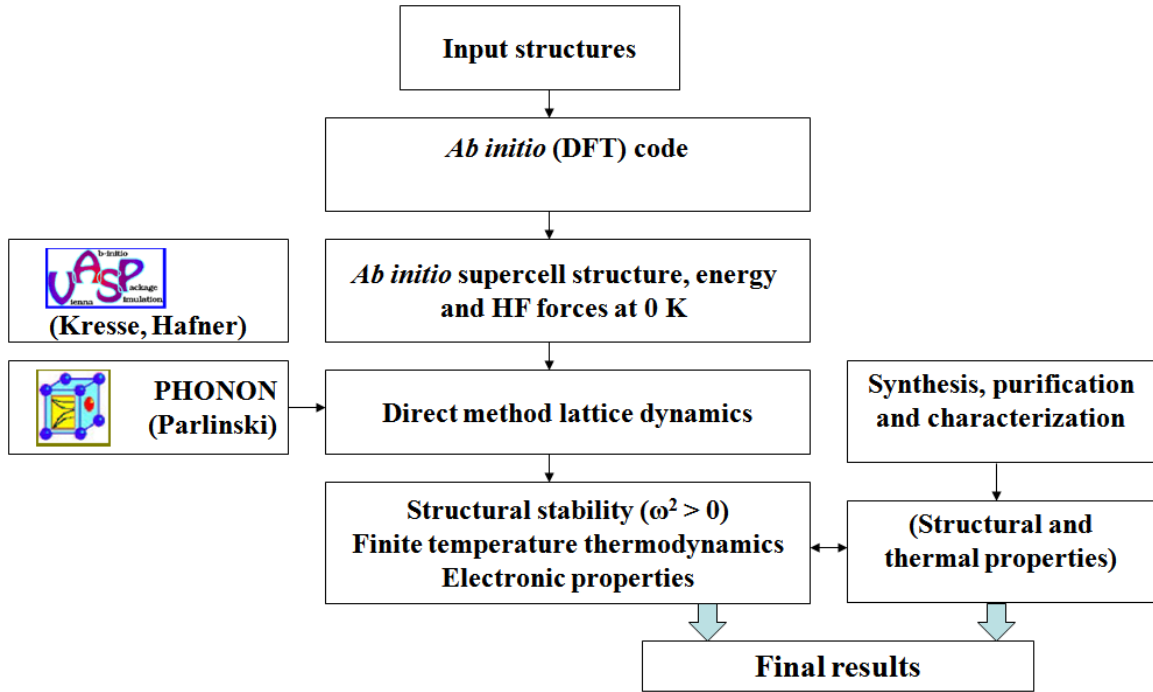 Input structures
Ab initio (DFT) code
b-initio
VASP
ackage
ienna
imulation
(Kresse, Hafner)
Ab initio supercell structure, energy
and HF forces at 0 K
PHONON
(Parlinski)
Direct method lattice dynamics
Synthesis, purification
and characterization
Structural stability (ω² > 0)
Finite temperature thermodynamics
Electronic properties
(Structural and
thermal properties)
Final results